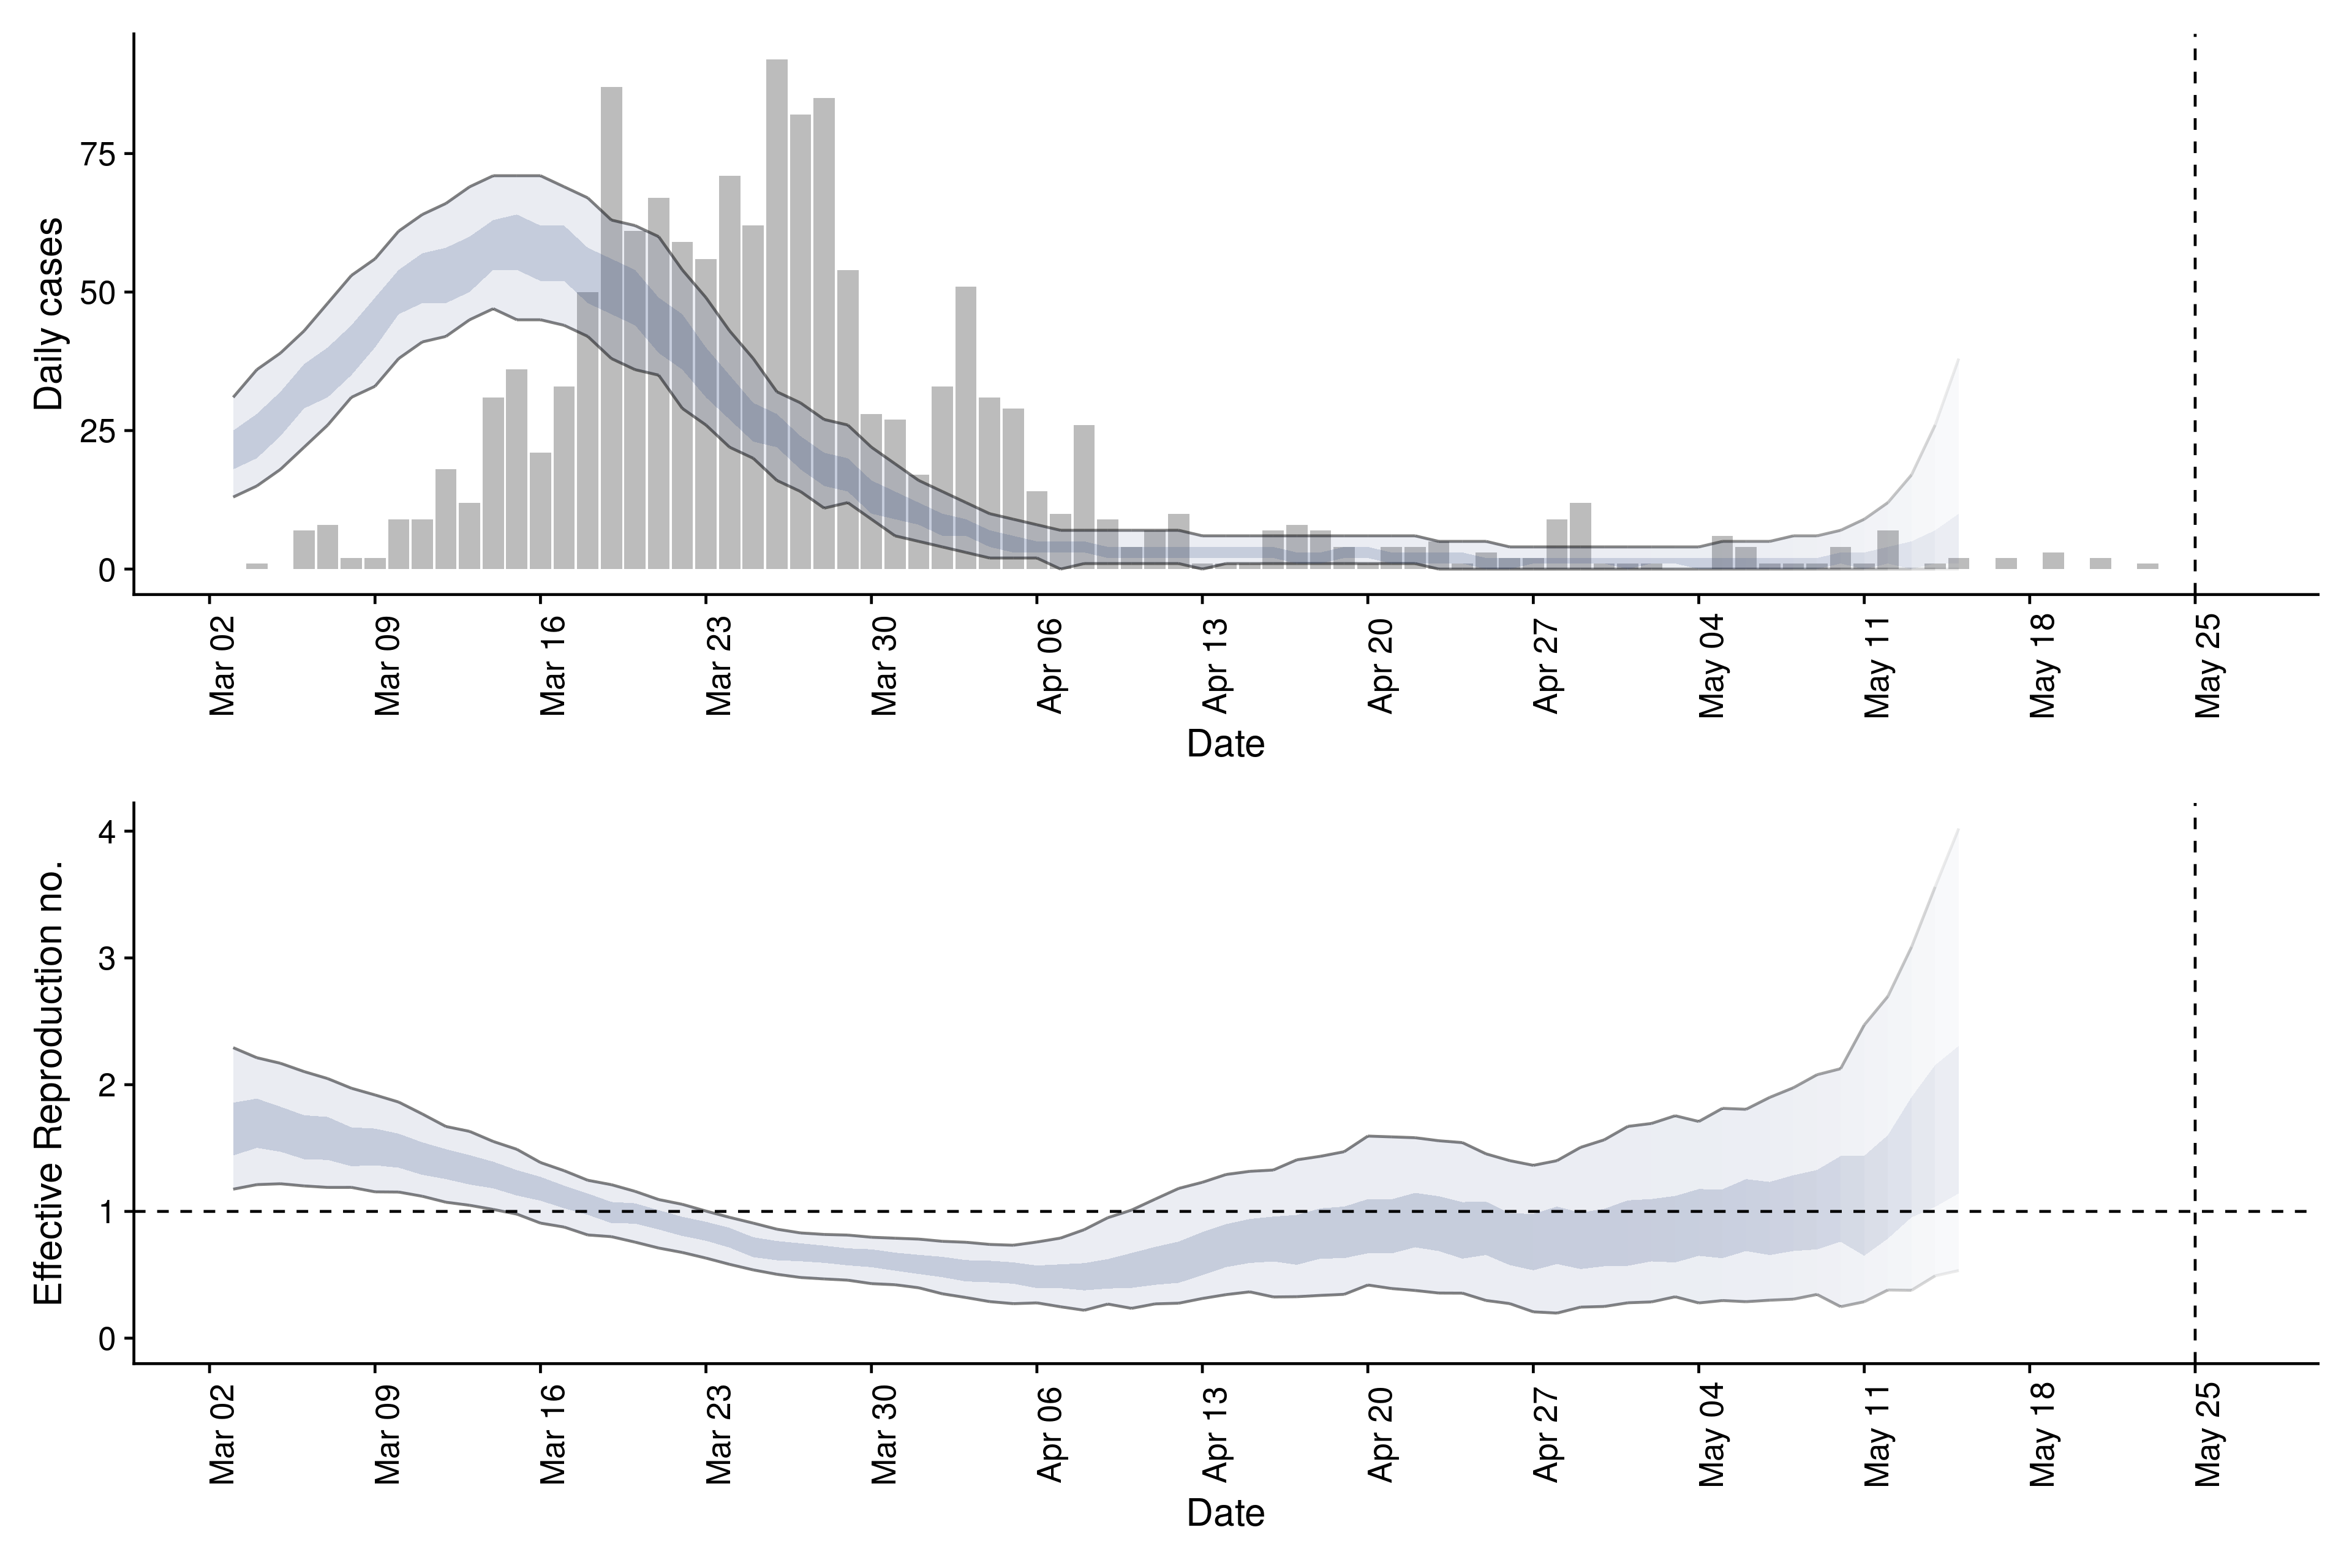 Daily cases
75
50
25
0
Mar 02
Mar 09
Mar 16
Mar 23
Mar 30
Apr 06
Apr 13
Apr 20
Apr 27
May 04
May 11
May 18
May 25
Date
Effective Reproduction no.
4
3
2
1
0
Mar 02
Mar 09
Mar 16
Mar 23
Mar 30
Apr 06
Apr 13
Apr 20
Apr 27
May 04
May 11
May 18
May 25
Date